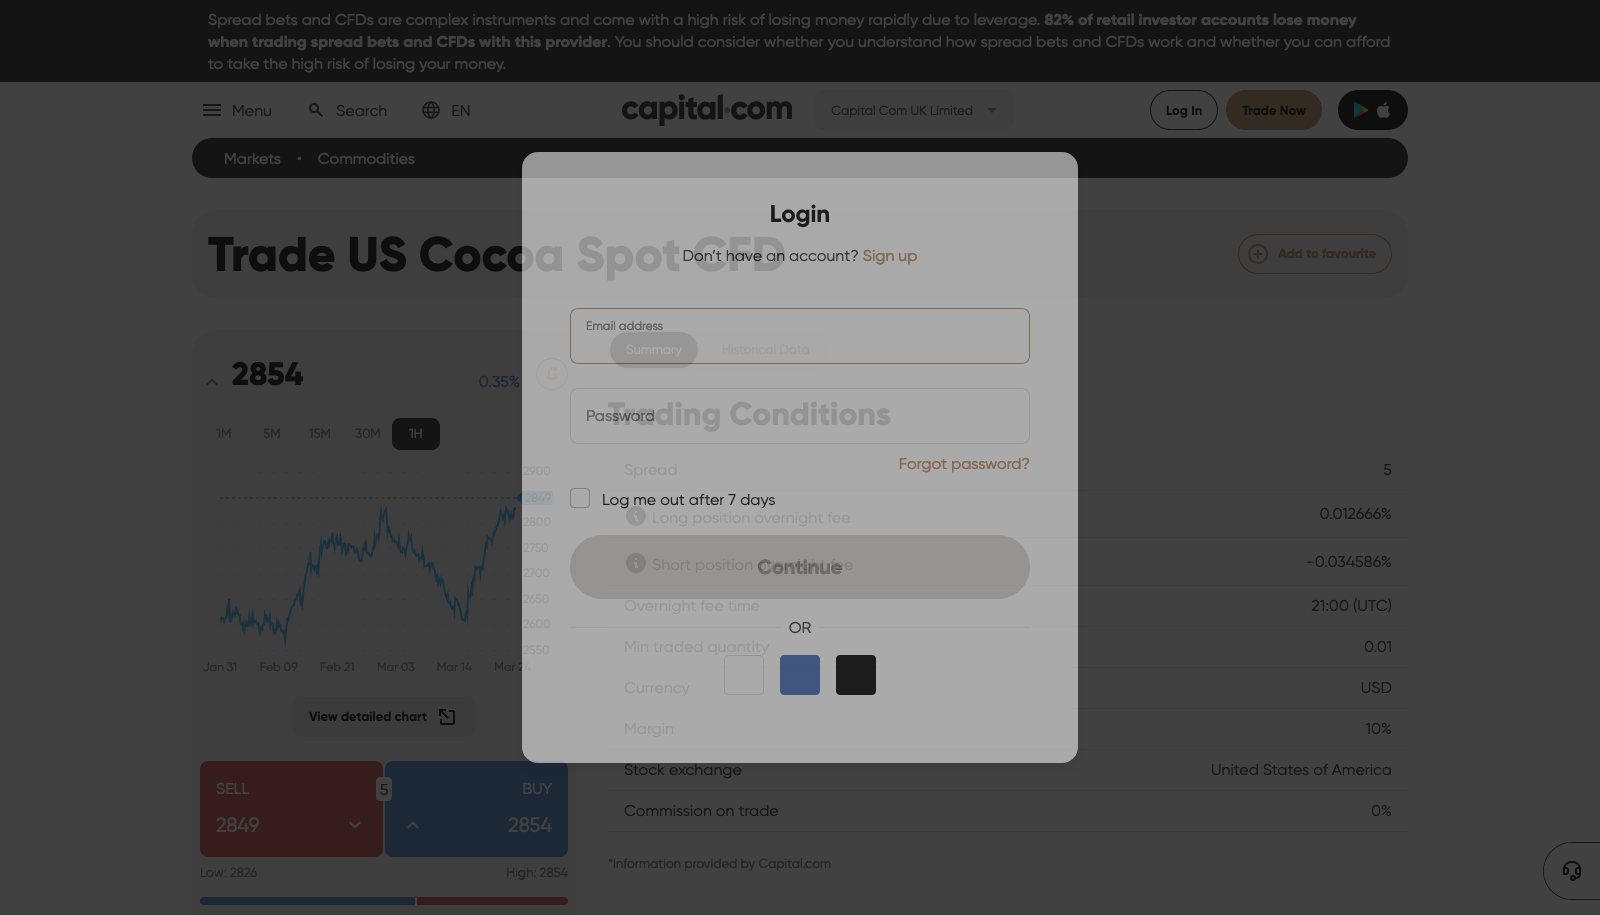 Spread bets and CFDs are complex instruments and come with a high risk of losing money rapidly due to leverage. 82% of retail investor accounts lose money
when trading spread bets and CFDs with this provider. You should consider whether you understand how spread bets and CFDs work and whether you can afford
to take the high risk of losing your money.
Menu Search EN capital.com Capital Com UK Limited Log In Trade Now
Markets • Commodities
Trade US Cocoa Spot CFD
Add to favourite
Login
Don't have an account? Sign up
Email address
Password
Forgot password?
Log me out after 7 days
Continue
OR
2854 0.35%
1M 5M 15M 30M 1H
2900
2849
2800
2750
2700
2650
2600
2550
Jan 31 Feb 09 Feb 21 Mar 03 Mar 14 Mar 24
View detailed chart
SELL 5 BUY
2849 2854
Low: 2826 High: 2854
Summary Historical Data
Trading Conditions
Spread 5
Long position overnight fee 0.012666%
Short position overnight fee -0.034586%
Overnight fee time 21:00 (UTC)
Min traded quantity 0.01
Currency USD
Margin 10%
Stock exchange United States of America
Commission on trade 0%
*Information provided by Capital.com